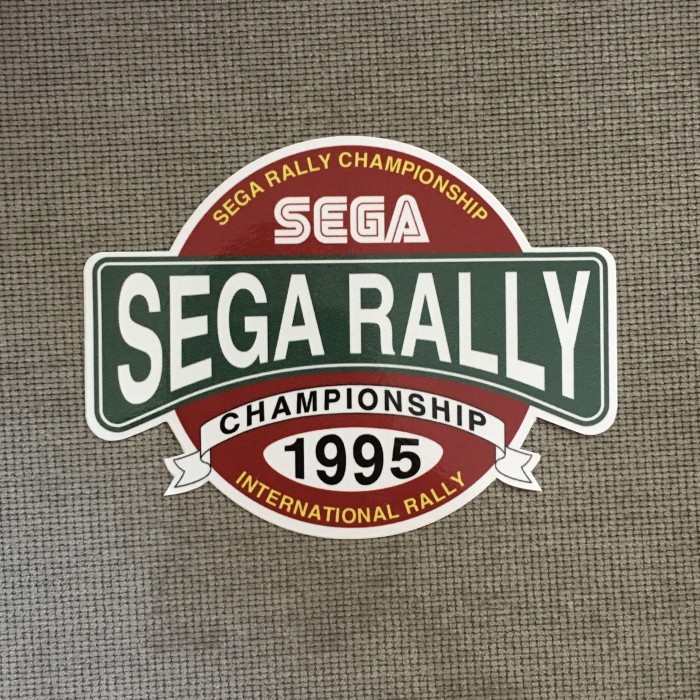 SEGA RALLY CHAMPIONSHIP
SEGA
SEGA RALLY
CHAMPIONSHIP
1995
INTERNATIONAL RALLY